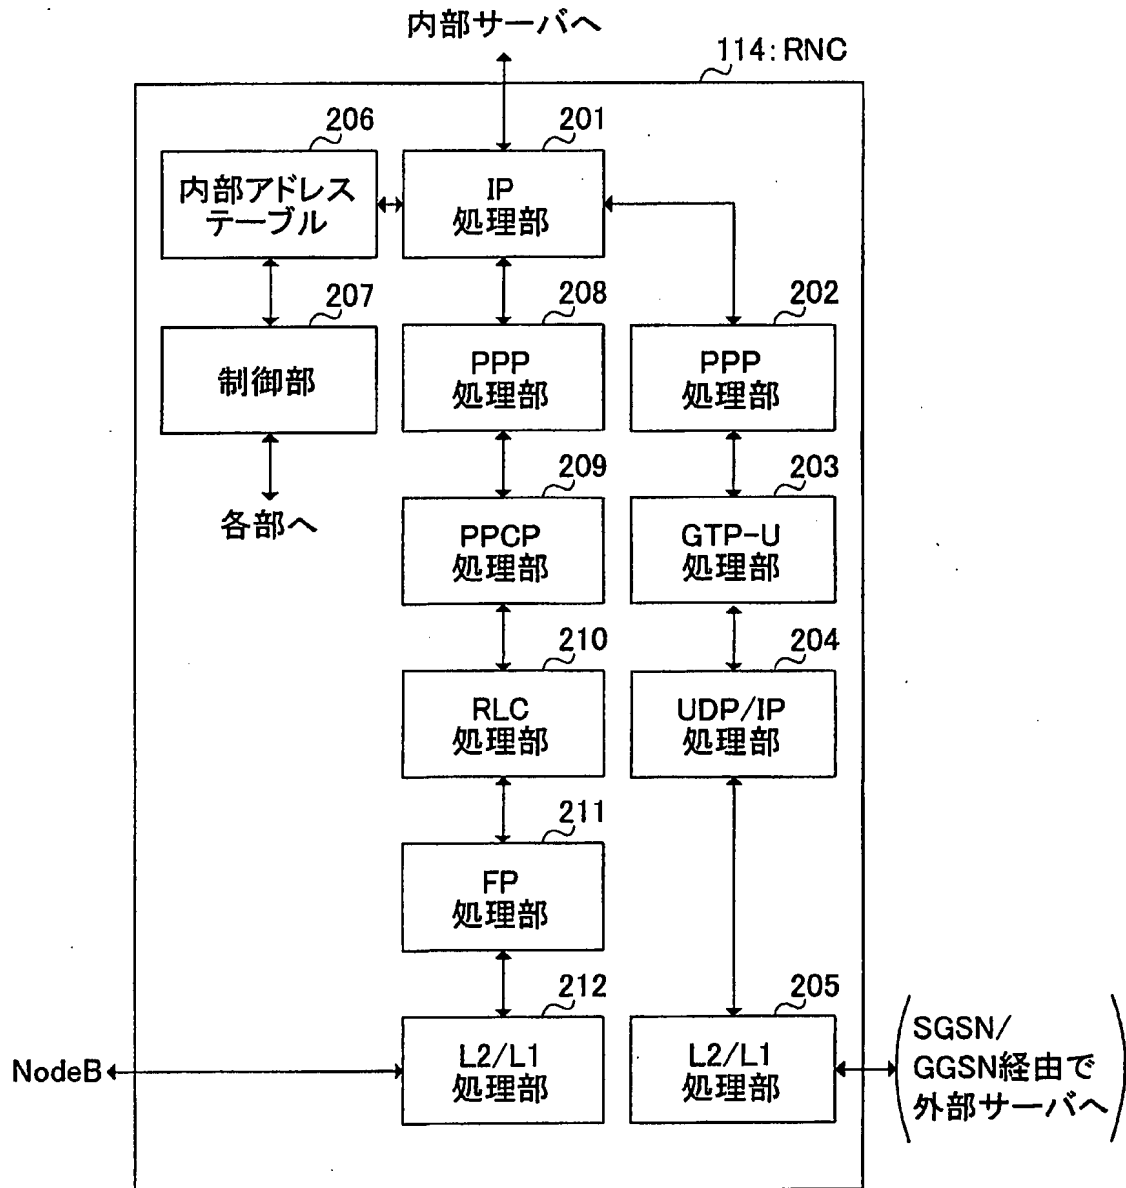 内部サーバへ
114:RNC
206
201
内部アドレス
テーブル
IP
処理部
207
208
202
制御部
PPP
処理部
PPP
処理部
各部へ
209
203
PPCP
処理部
GTP-U
処理部
210
204
RLC
処理部
UDP/IP
処理部
211
FP
処理部
212
205
NodeB
L2/L1
処理部
L2/L1
処理部
SGSN/
GGSN経由で
外部サーバへ